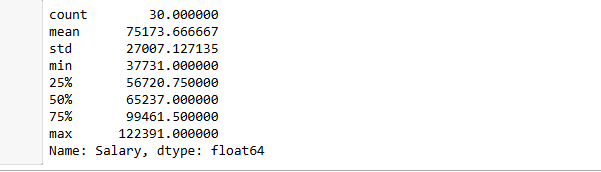 count        30.000000
mean      75173.666667
std       27007.127135
min       37731.000000
25%       56720.750000
50%       65237.000000
75%       99461.500000
max      122391.000000
Name: Salary, dtype: float64